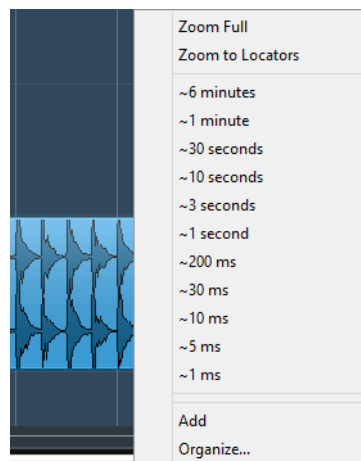 Zoom Full
Zoom to Locators
~6 minutes
~1 minute
~30 seconds
~10 seconds
~3 seconds
~1 second
~200 ms
~30 ms
~10 ms
~5 ms
~1 ms
Add
Organize...